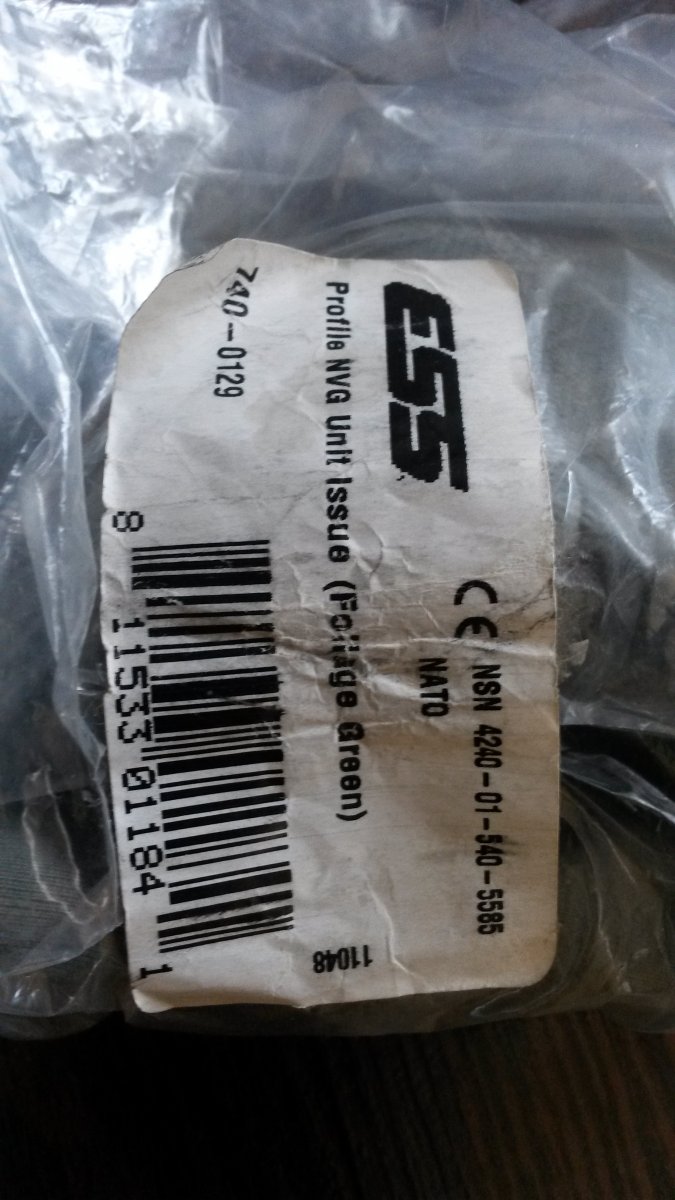 ESS
CE NSN 4240-01-540-5585
NATO
Profile NVG Unit Issue (Foliage Green)
11048
740-0129
8 11533 01184 1